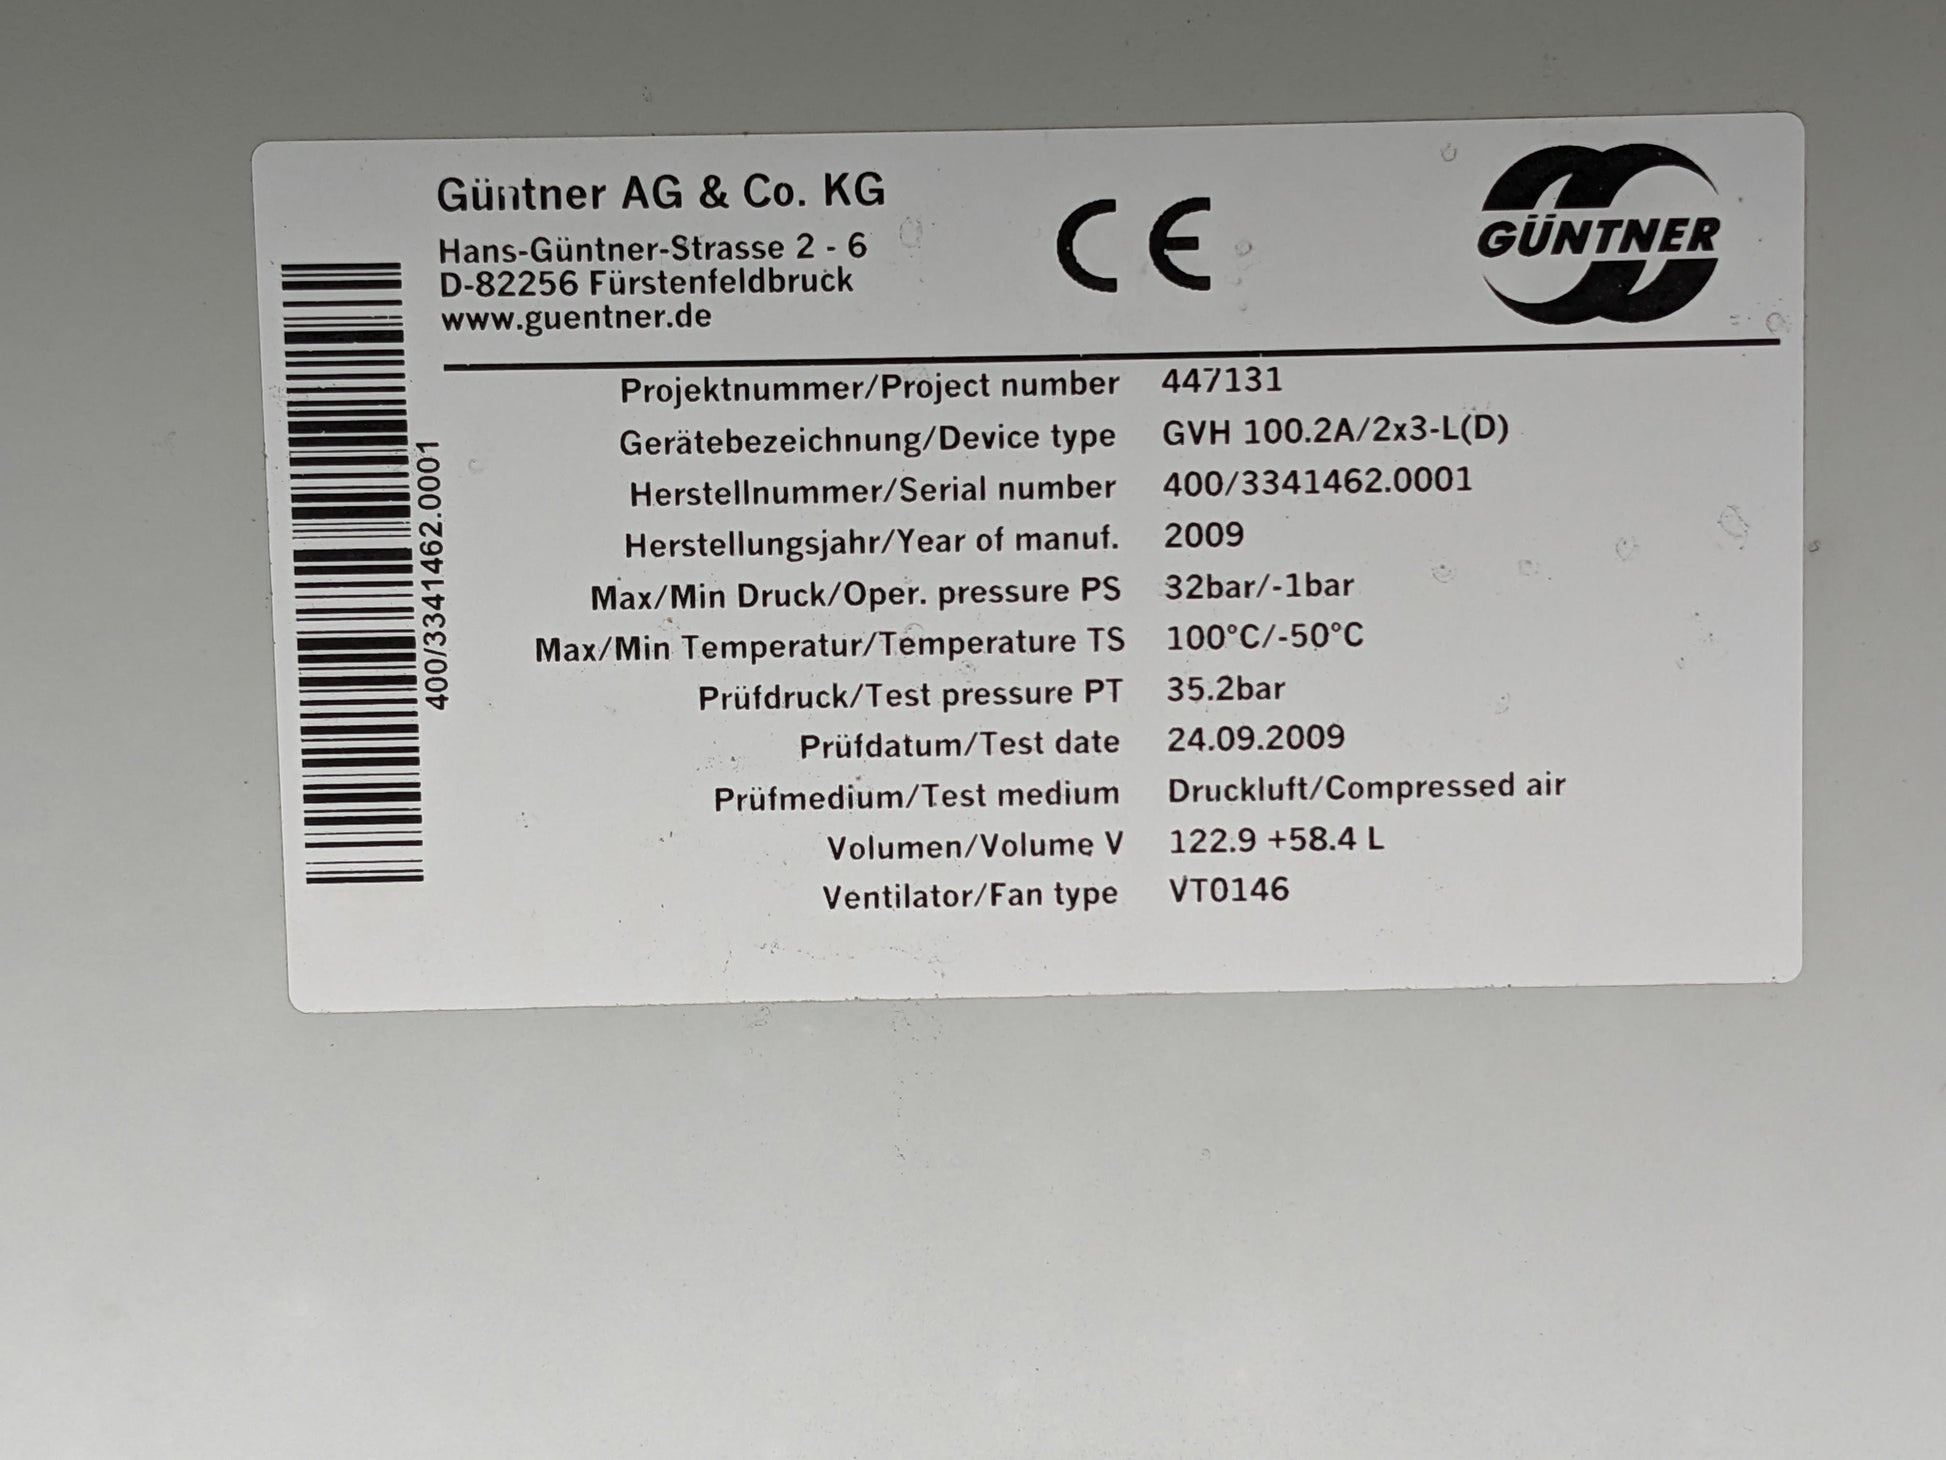 Güntner AG & Co. KG
Hans-Güntner-Strasse 2 - 6
D-82256 Fürstenfeldbruck
www.guentner.de
CE
GÜNTNER
400/3341462.0001
Projektnummer/Project number 447131
Gerätebezeichnung/Device type GVH 100.2A/2x3-L(D)
Herstellnummer/Serial number 400/3341462.0001
Herstellungsjahr/Year of manuf. 2009
Max/Min Druck/Oper. pressure PS 32bar/-1bar
Max/Min Temperatur/Temperature TS 100°C/-50°C
Prüfdruck/Test pressure PT 35.2bar
Prüfdatum/Test date 24.09.2009
Prüfmedium/Test medium Druckluft/Compressed air
Volumen/Volume V 122.9 +58.4 L
Ventilator/Fan type VT0146